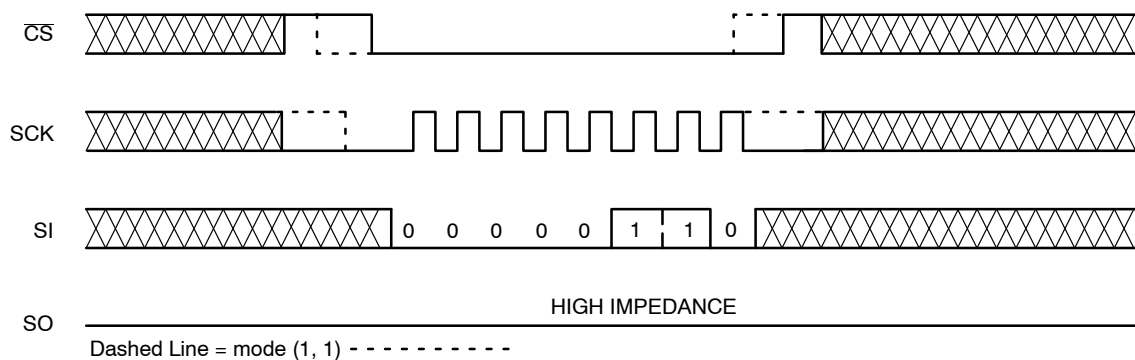 CS
SCK
SI 0 0 0 0 0 1 1 0
HIGH IMPEDANCE
SO
Dashed Line = mode (1, 1)